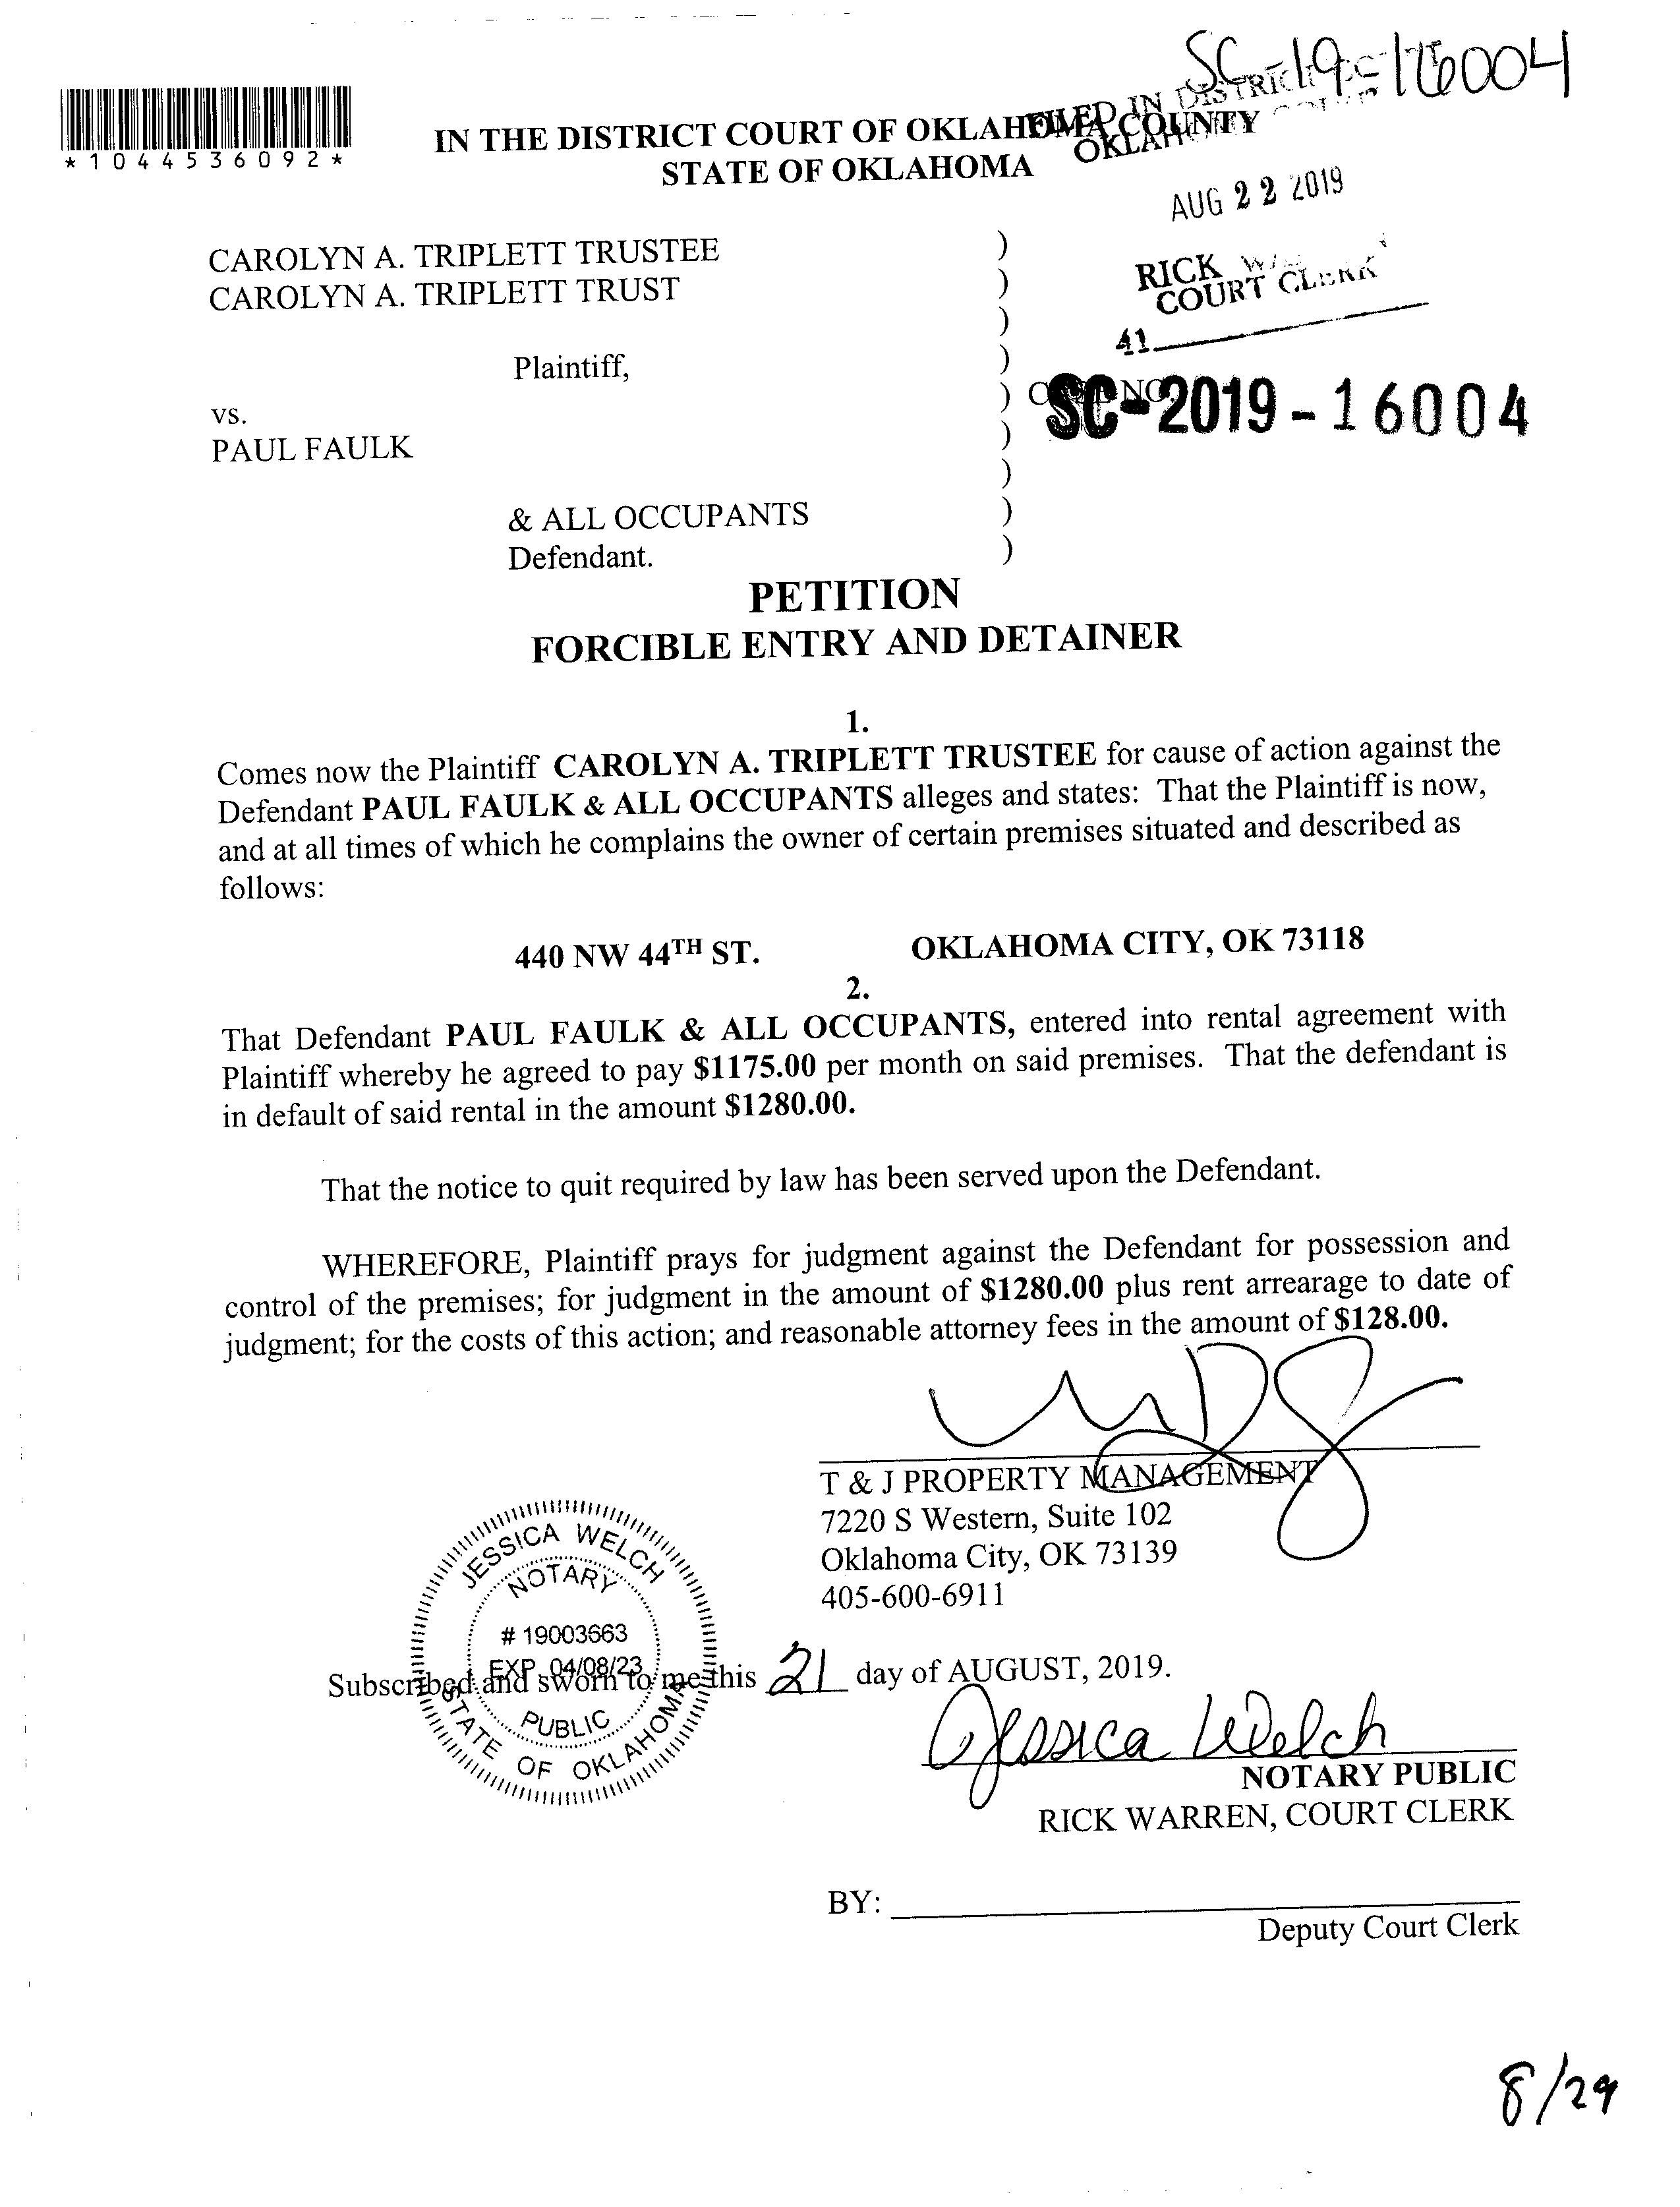 SC-19-16004
*1044536092*
IN THE DISTRICT COURT OF OKLAHOMA COUNTY
STATE OF OKLAHOMA
FILED IN DISTRICT
OKLAHOMA
AUG 22 2019
RICK
COURT CLERK
41
CAROLYN A. TRIPLETT TRUSTEE )
CAROLYN A. TRIPLETT TRUST )
)
Plaintiff, )
) CASE NO.
SC-2019-16004
vs.
PAUL FAULK )
)
& ALL OCCUPANTS )
Defendant. )
PETITION
FORCIBLE ENTRY AND DETAINER
1.
Comes now the Plaintiff CAROLYN A. TRIPLETT TRUSTEE for cause of action against the
Defendant PAUL FAULK & ALL OCCUPANTS alleges and states: That the Plaintiff is now,
and at all times of which he complains the owner of certain premises situated and described as
follows:
440 NW 44TH ST. OKLAHOMA CITY, OK 73118
2.
That Defendant PAUL FAULK & ALL OCCUPANTS, entered into rental agreement with
Plaintiff whereby he agreed to pay $1175.00 per month on said premises. That the defendant is
in default of said rental in the amount $1280.00.
That the notice to quit required by law has been served upon the Defendant.
WHEREFORE, Plaintiff prays for judgment against the Defendant for possession and
control of the premises; for judgment in the amount of $1280.00 plus rent arrearage to date of
judgment; for the costs of this action; and reasonable attorney fees in the amount of $128.00.
T & J PROPERTY MANAGEMENT
7220 S Western, Suite 102
Oklahoma City, OK 73139
405-600-6911
JESSICA WELCH
NOTARY
# 19003663
EXP. 04/08/23
PUBLIC
STATE OF OKLAHOMA
Subscribed and sworn to me this 21 day of AUGUST, 2019.
Jessica Welch
NOTARY PUBLIC
RICK WARREN, COURT CLERK
BY:
Deputy Court Clerk
8/29